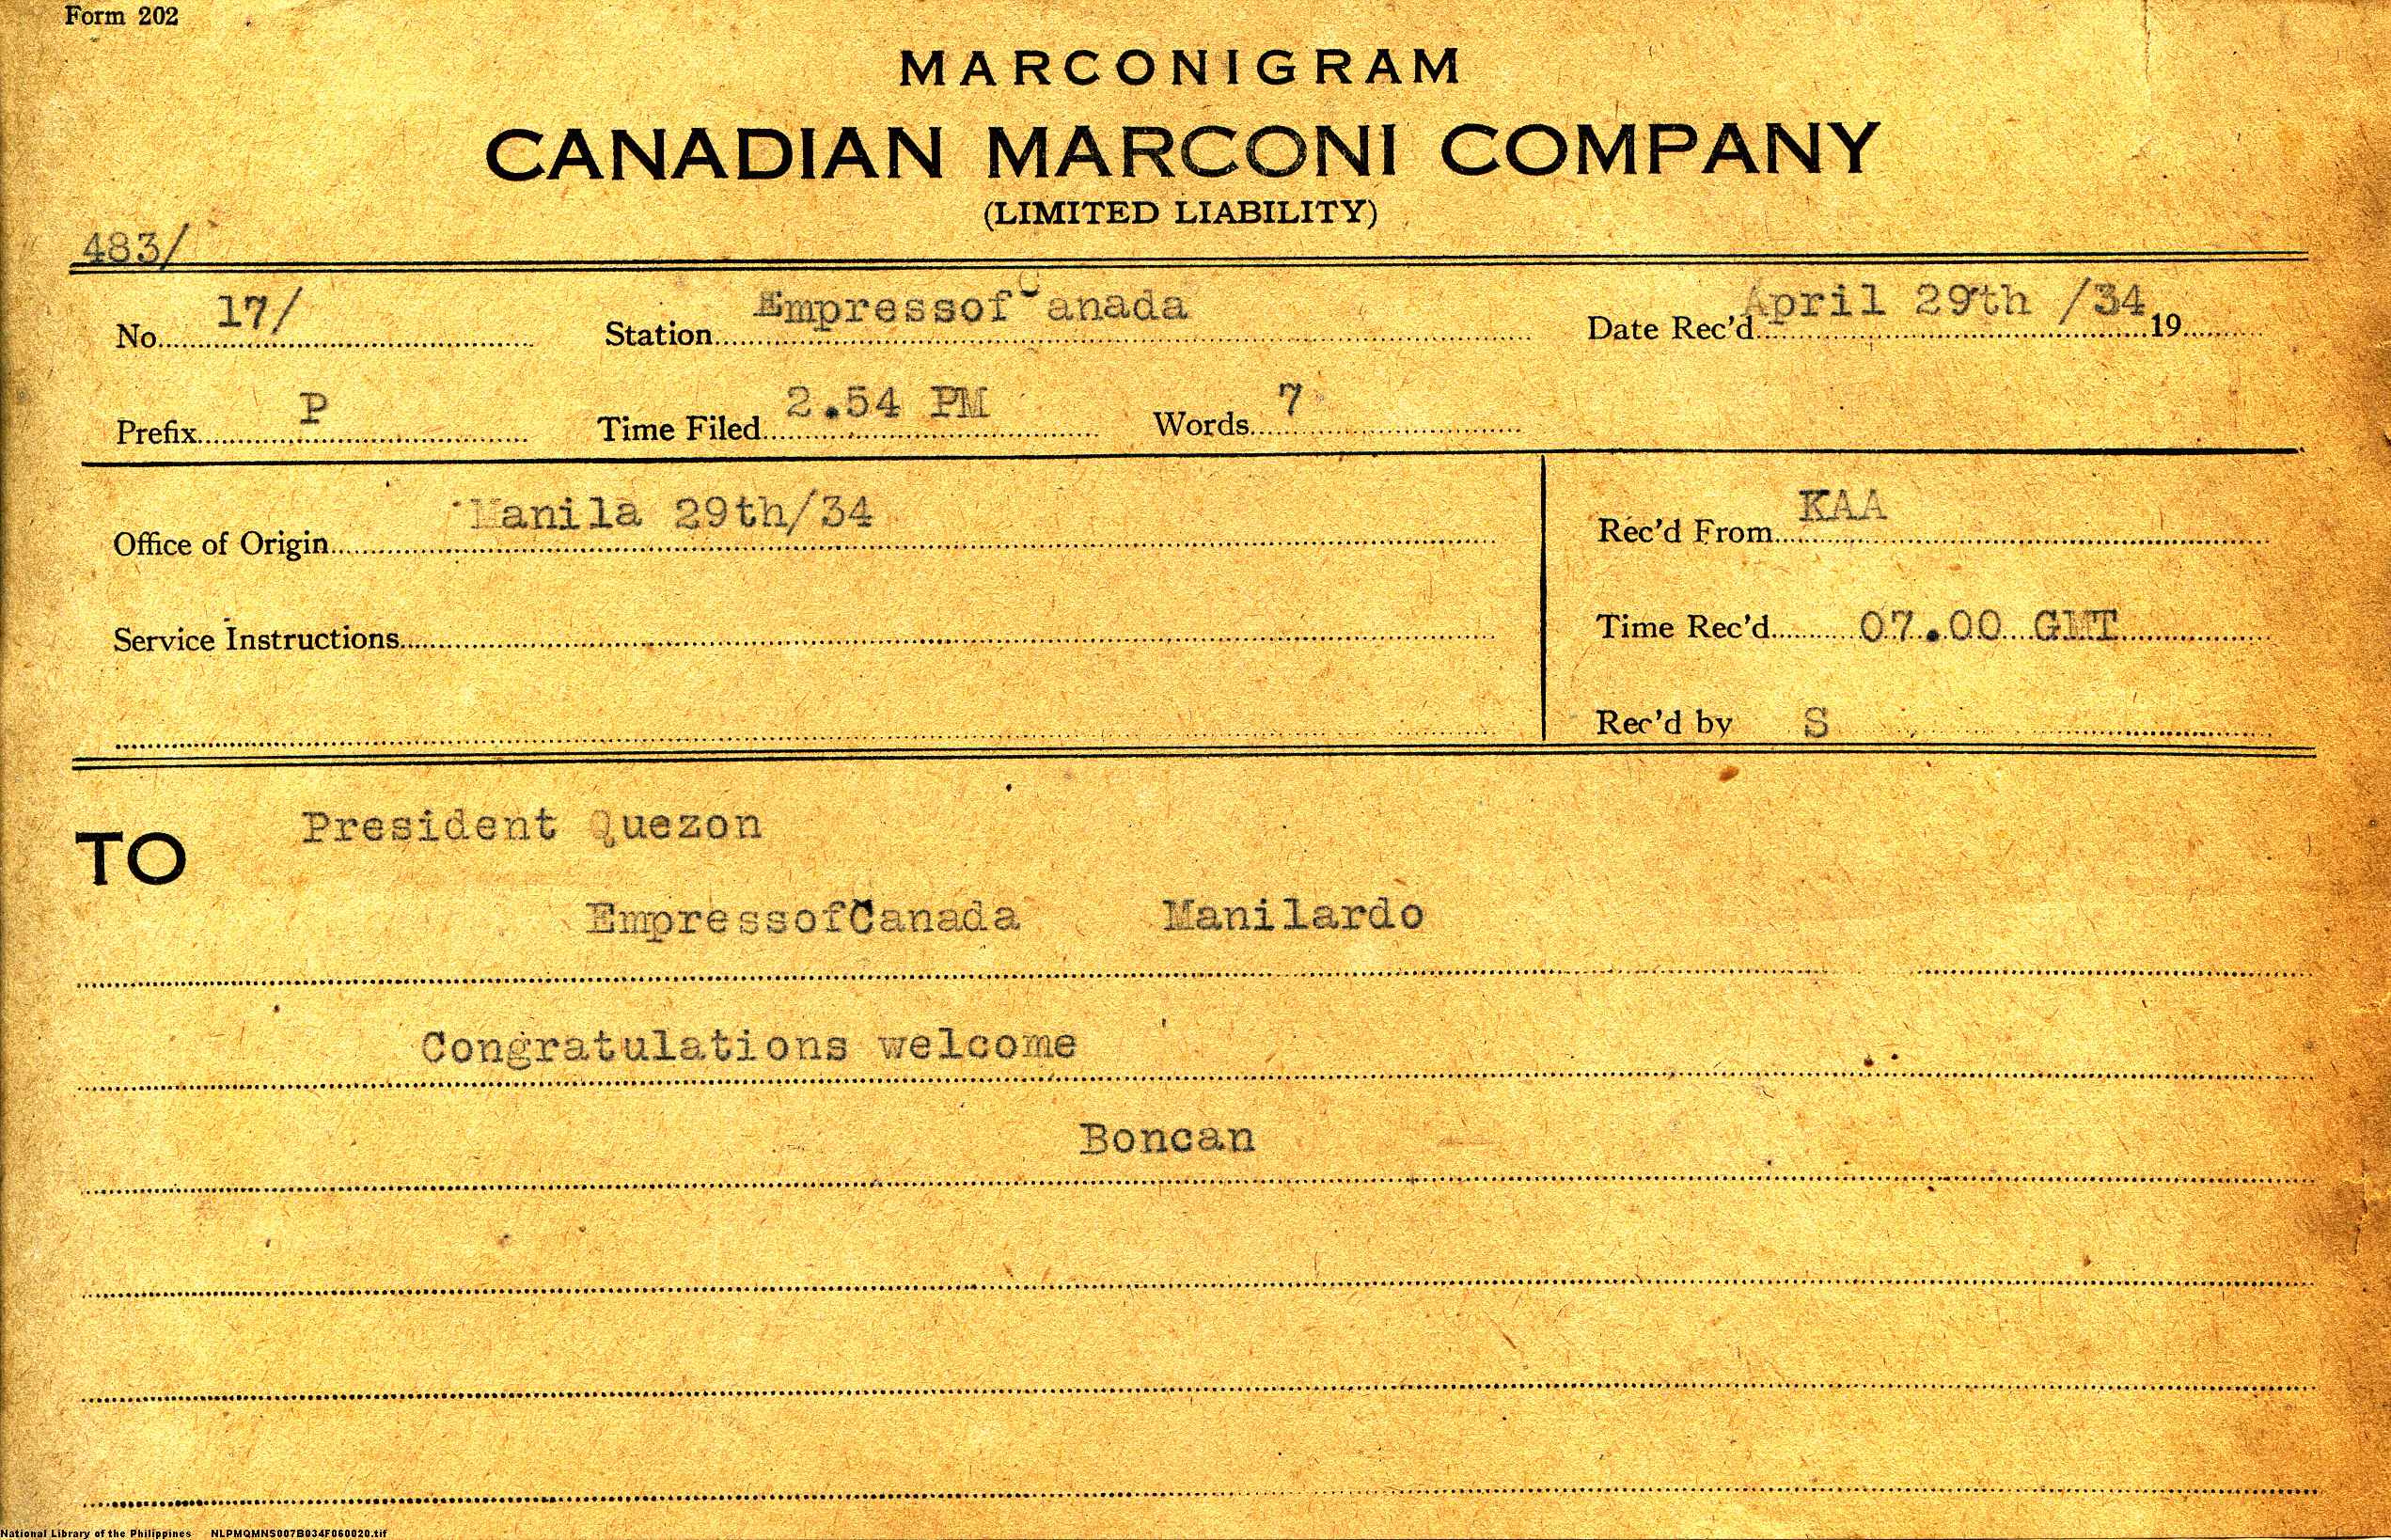 Form 202
MARCONIGRAM
CANADIAN MARCONI COMPANY
(LIMITED LIABILITY)
483/
No. 17/ Station EmpressofCanada Date Rec'd April 29th /34 19
Prefix P Time Filed 2.54 PM Words 7
Office of Origin Manila 29th/34 Rec'd From KAA
Service Instructions Time Rec'd 07.00 GMT
Rec'd by S
TO President Quezon
EmpressofCanada Manilardo
Congratulations welcome
Boncan
National Library of the Philippines NLPMQMNS007B034F060020.tif